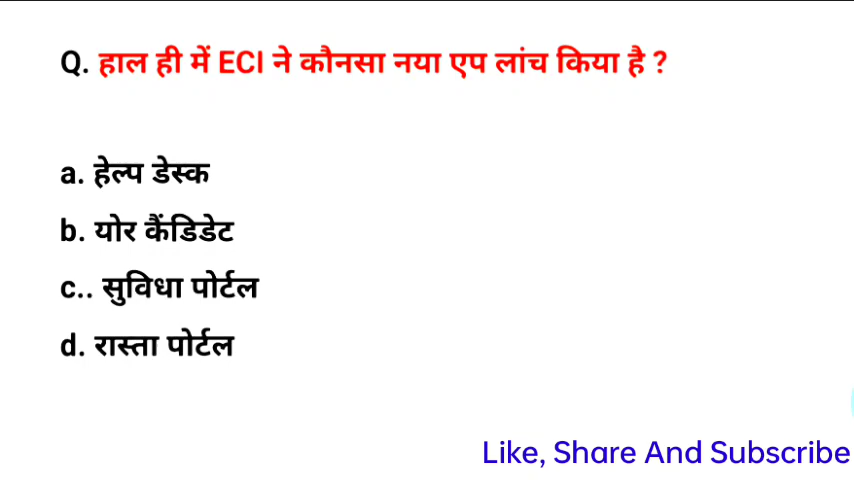 Q. हाल ही में ECI ने कौनसा नया एप लांच किया है ?
a. हेल्प डेस्क
b. योर कैंडिडेट
c.. सुविधा पोर्टल
d. रास्ता पोर्टल
Like, Share And Subscribe